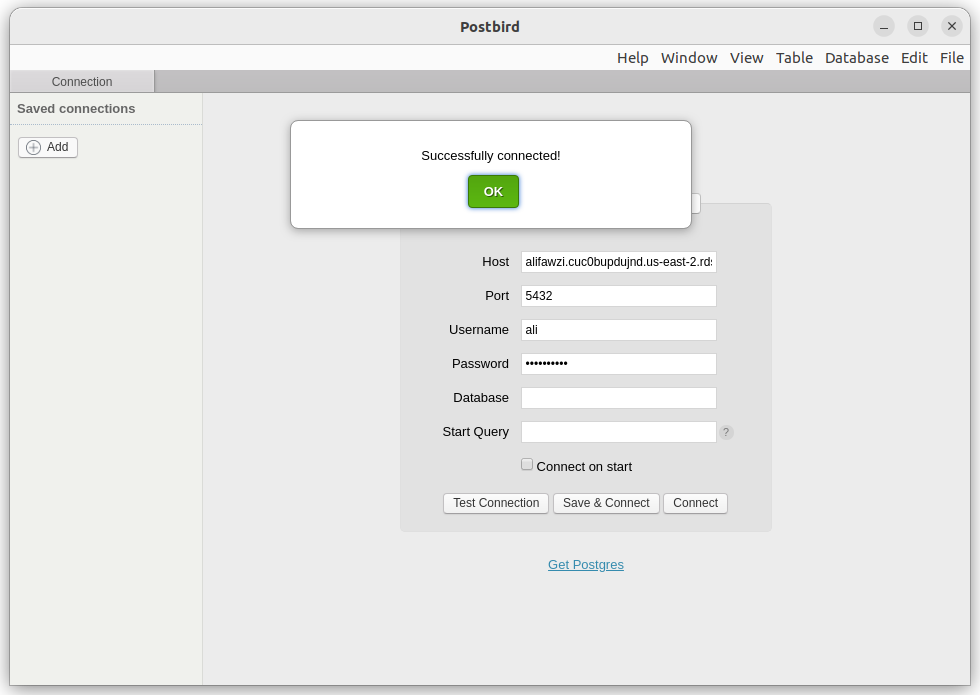 Postbird
Help Window View Table Database Edit File
Connection
Saved connections
Add
Successfully connected!
OK
Host alifawzi.cuc0bupdujnd.us-east-2.rds
Port 5432
Username ali
Password ••••••••••
Database
Start Query ?
Connect on start
Test Connection Save & Connect Connect
Get Postgres